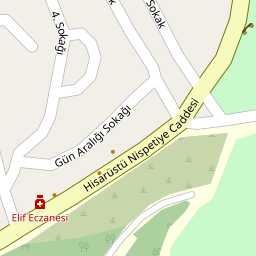 4. Sokağı
Sokak
Gün Aralığı Sokağı
Hisarüstü Nispetiye Caddesi
Elif Eczanesi